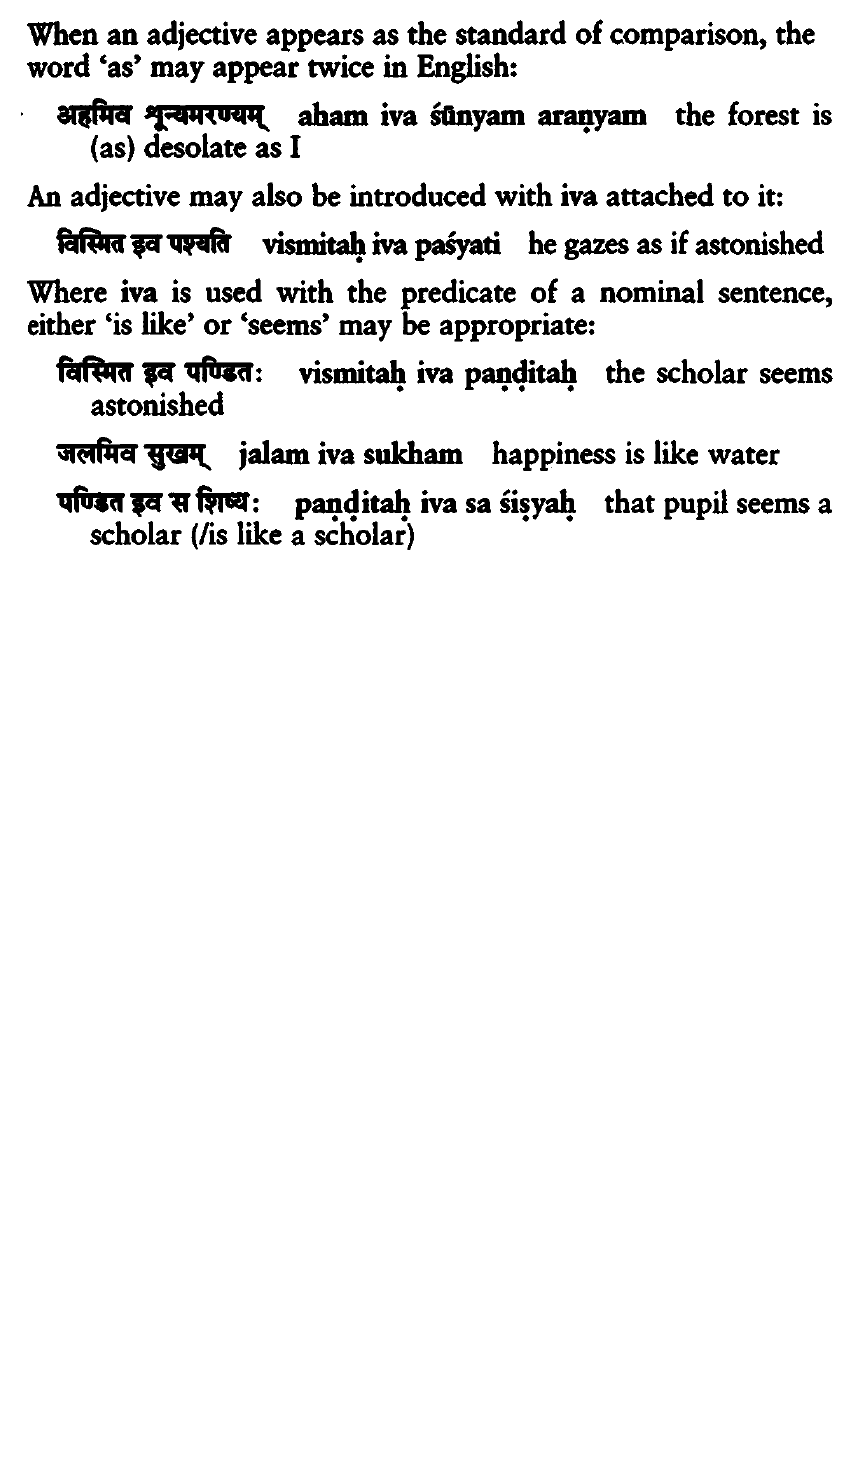 When an adjective appears as the standard of comparison, the
word ‘as’ may appear twice in English:
अहमिव शून्यमरण्यम् aham iva śūnyam araṇyam the forest is
(as) desolate as I
An adjective may also be introduced with iva attached to it:
विस्मित इव पश्यति vismitaḥ iva paśyati he gazes as if astonished
Where iva is used with the predicate of a nominal sentence,
either ‘is like’ or ‘seems’ may be appropriate:
विस्मित इव पण्डितः vismitaḥ iva paṇḍitaḥ the scholar seems
astonished
जलमिव सुखम् jalam iva sukham happiness is like water
पण्डित इव स शिष्यः paṇḍitaḥ iva sa śiṣyaḥ that pupil seems a
scholar (/is like a scholar)